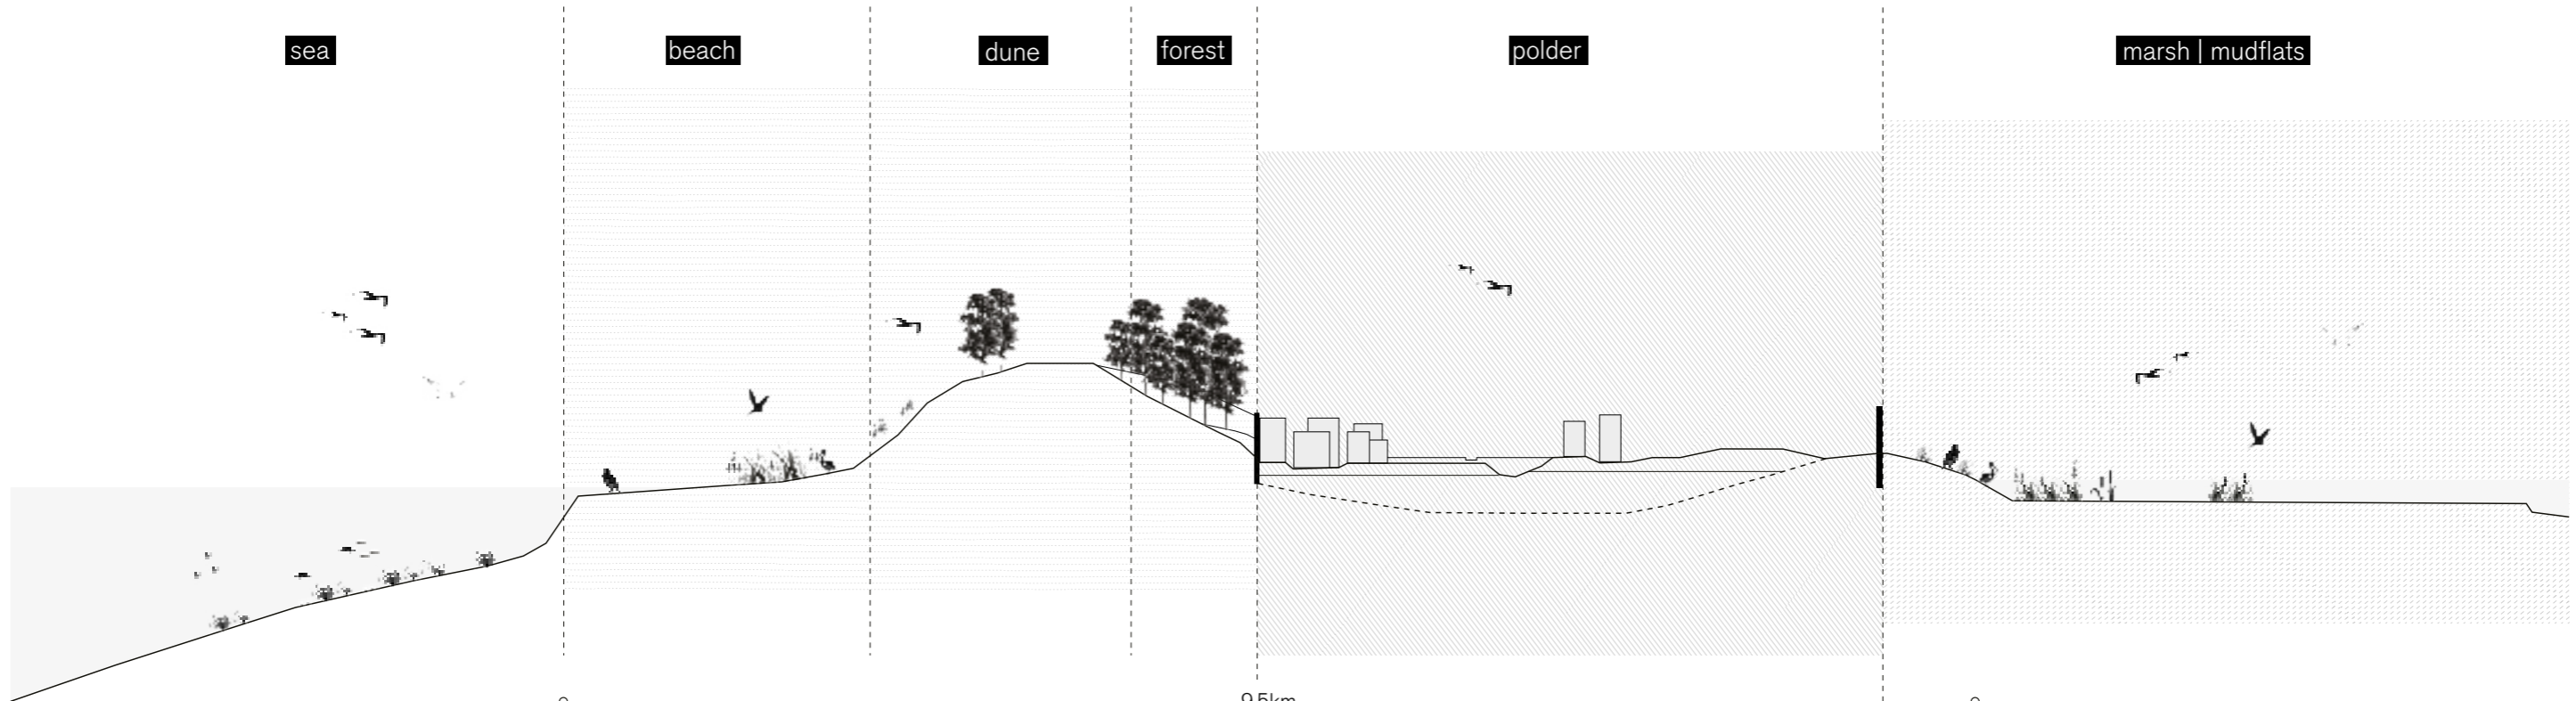 sea
beach
dune
forest
polder
marsh | mudflats